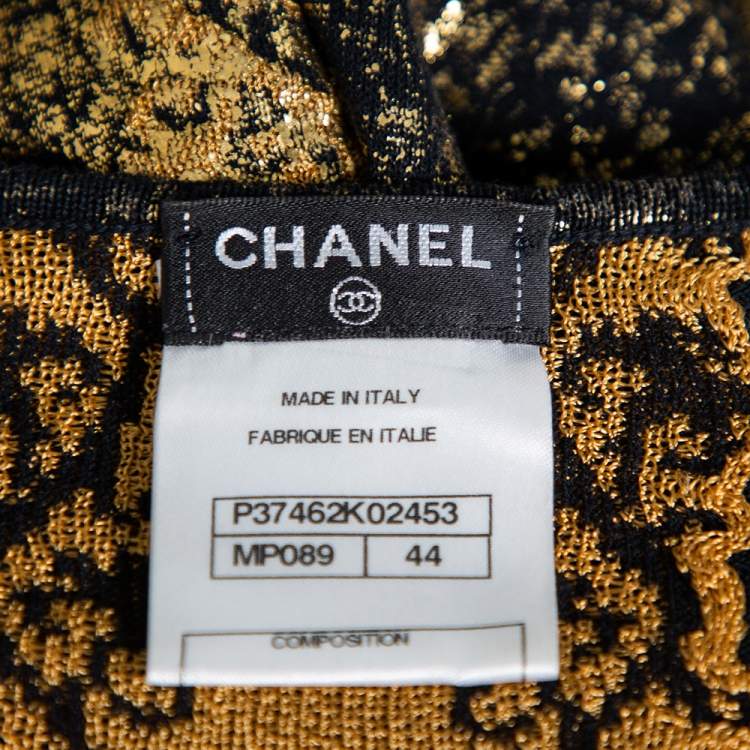 CHANEL
MADE IN ITALY
FABRIQUE EN ITALIE
P37462K02453
MP089 44
COMPOSITION